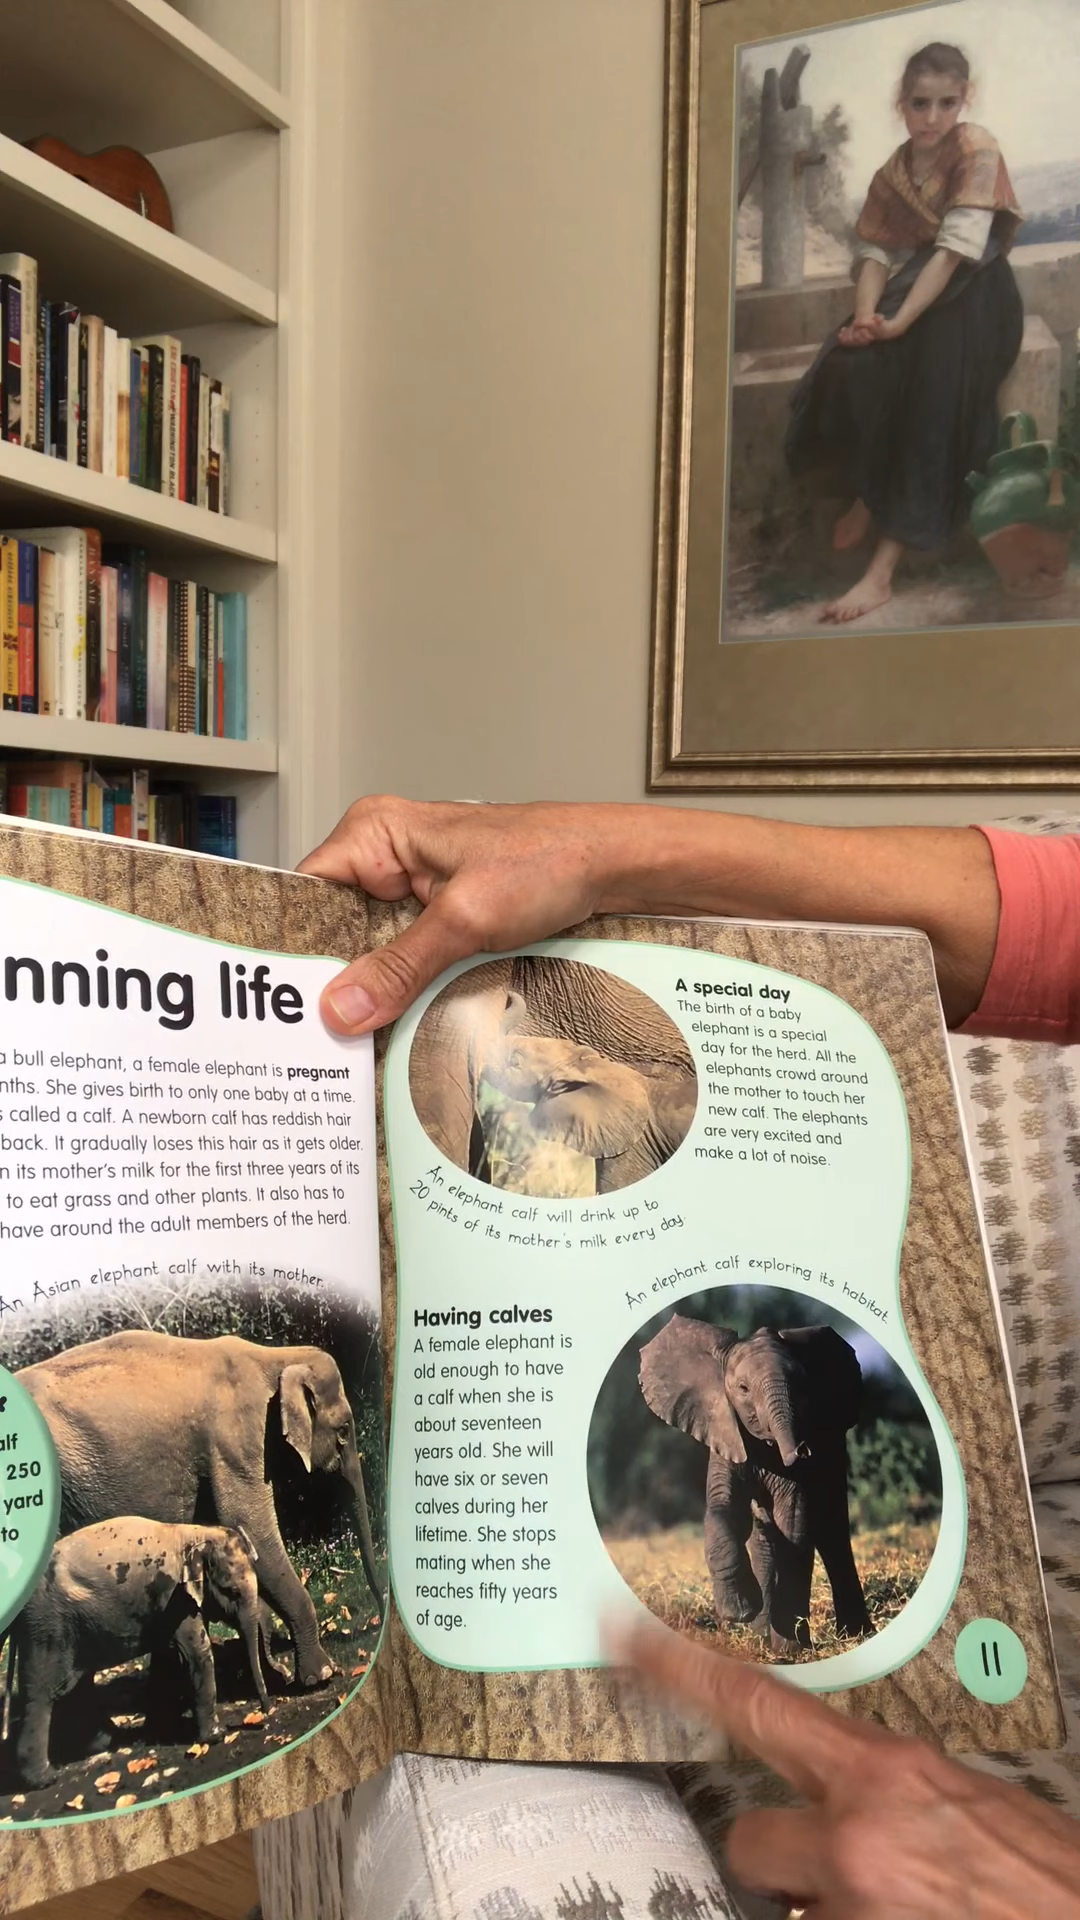 nning life
a bull elephant, a female elephant is pregnant
nths. She gives birth to only one baby at a time.
s called a calf. A newborn calf has reddish hair
back. It gradually loses this hair as it gets older.
n its mother's milk for the first three years of its
to eat grass and other plants. It also has to
have around the adult members of the herd.
An Asian elephant calf with its mother.
alf
250
yard
to
A special day
The birth of a baby
elephant is a special
day for the herd. All the
elephants crowd around
the mother to touch her
new calf. The elephants
are very excited and
make a lot of noise.
An elephant calf will drink up to
20 pints of its mother's milk every day.
An elephant calf exploring its habitat.
Having calves
A female elephant is
old enough to have
a calf when she is
about seventeen
years old. She will
have six or seven
calves during her
lifetime. She stops
mating when she
reaches fifty years
of age.
11